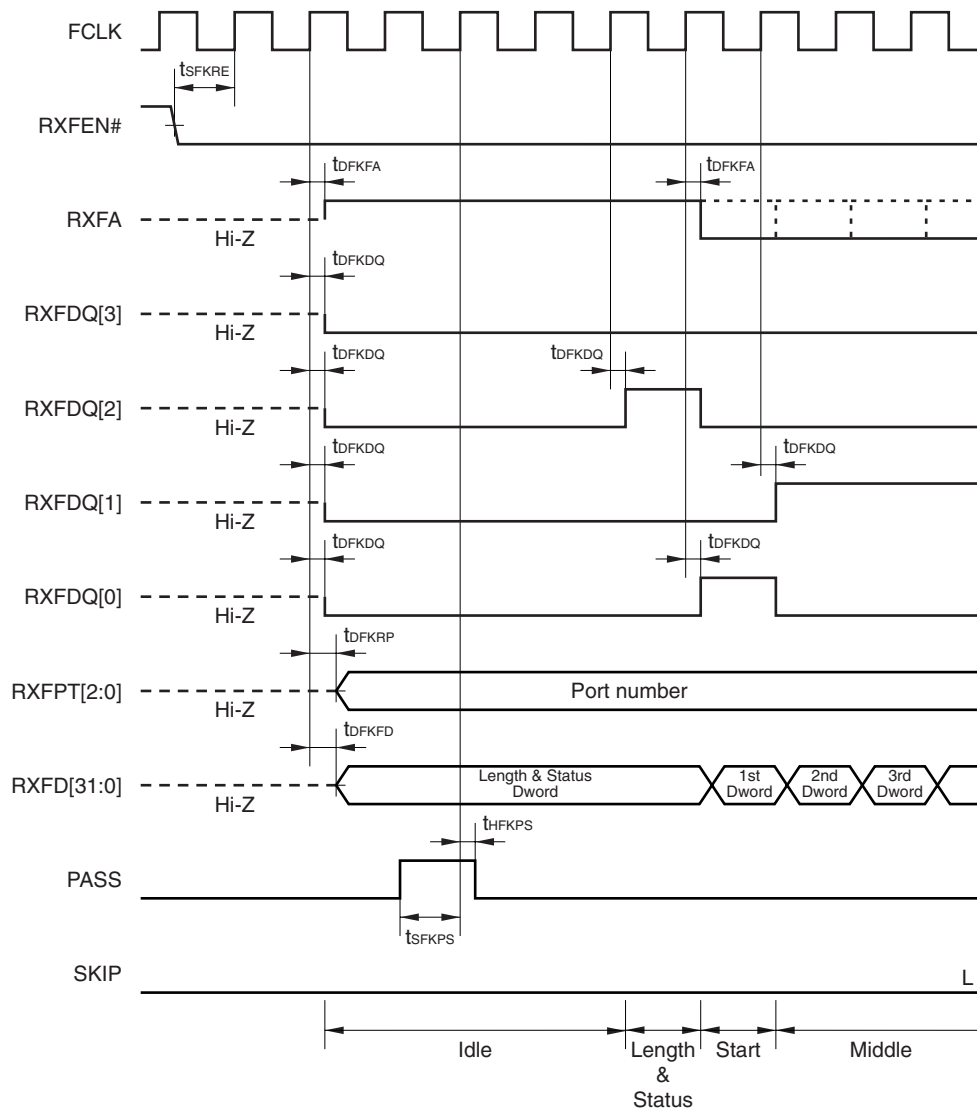 FCLK
tSFKRE
RXFEN#
tDFKFA
tDFKFA
RXFA
Hi-Z
tDFKDQ
RXFDQ[3]
Hi-Z
tDFKDQ
tDFKDQ
RXFDQ[2]
Hi-Z
tDFKDQ
tDFKDQ
RXFDQ[1]
Hi-Z
tDFKDQ
tDFKDQ
RXFDQ[0]
Hi-Z
tDFKRP
RXFPT[2:0]
Port number
Hi-Z
tDFKFD
RXFD[31:0]
Length & Status
Dword
1st
Dword
2nd
Dword
3rd
Dword
Hi-Z
tHFKPS
PASS
tSFKPS
SKIP
L
Idle
Length
&
Status
Start
Middle